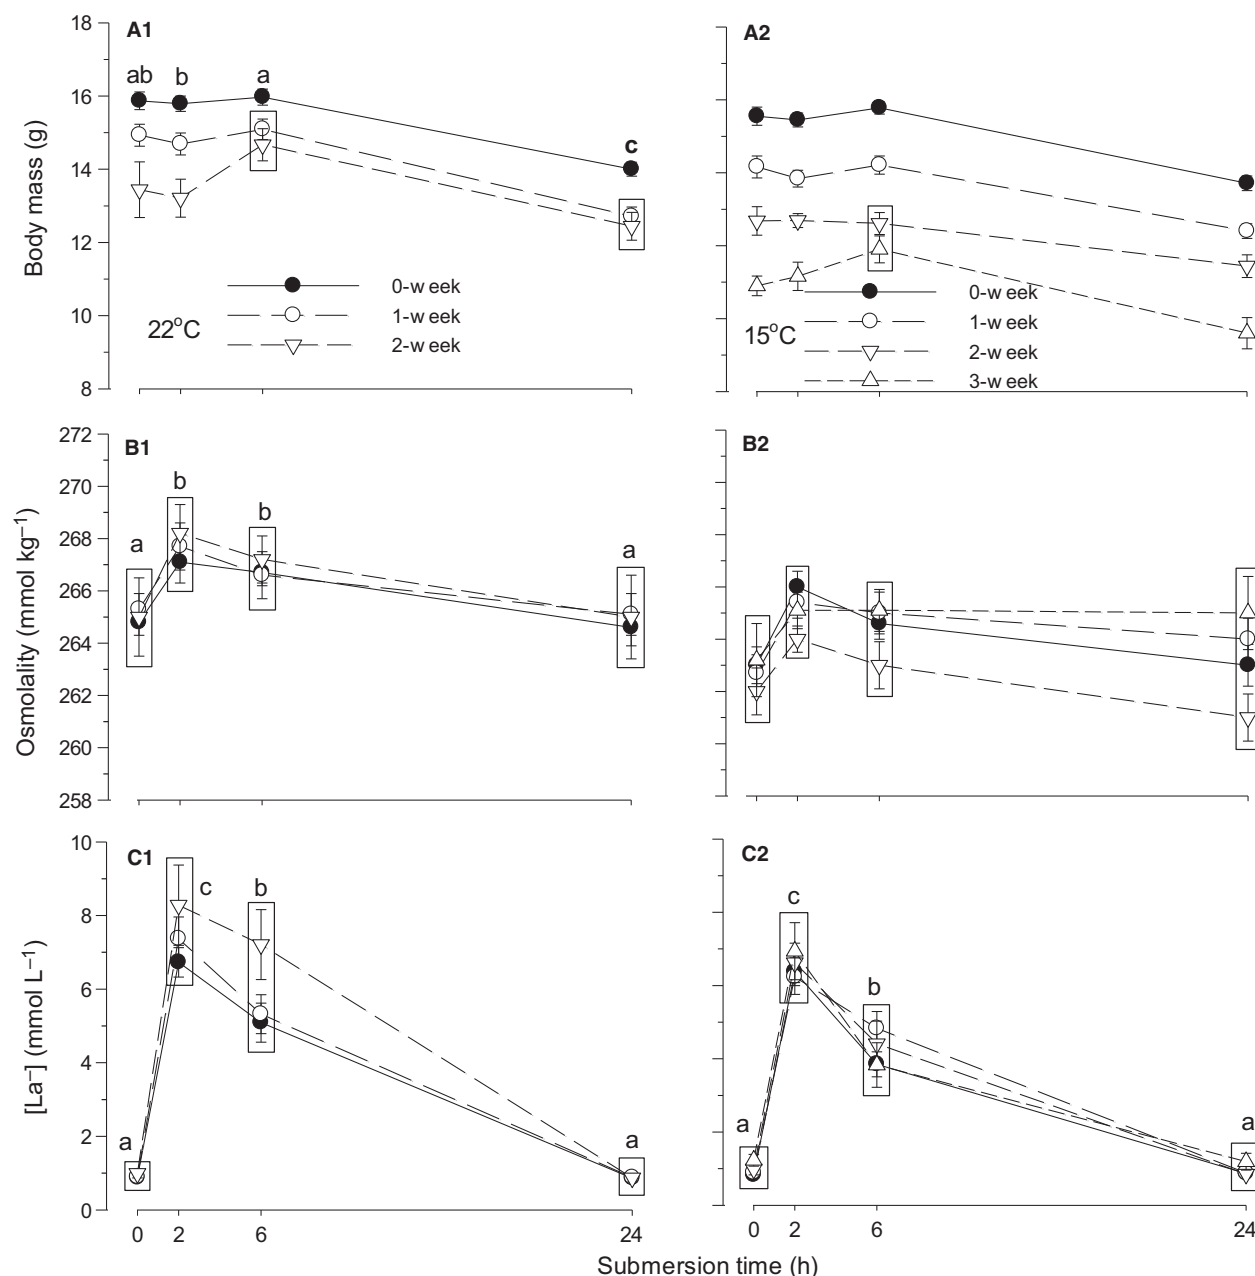 A1
A2
18
16
14
12
10
8
Body mass (g)
ab
b
a
c
22°C
0-w eek
1-w eek
2-w eek
15°C
0-w eek
1-w eek
2-w eek
3-w eek
B1
B2
272
270
268
266
264
262
260
258
Osmolality (mmol kg⁻¹)
a
b
b
a
C1
C2
10
8
6
4
2
0
[La⁻] (mmol L⁻¹)
a
c
b
a
a
c
b
a
0 2 6 24
0 2 6 24
Submersion time (h)